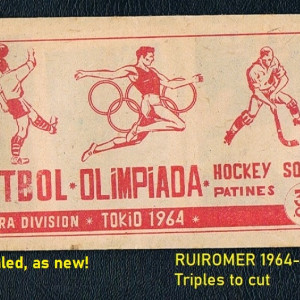 TBOL * OLiMPiADA * HOCKEY SO
PATINES
RA DIVISION * TOKiO 1964 *
led, as new!
RUIROMER 1964-
Triples to cut